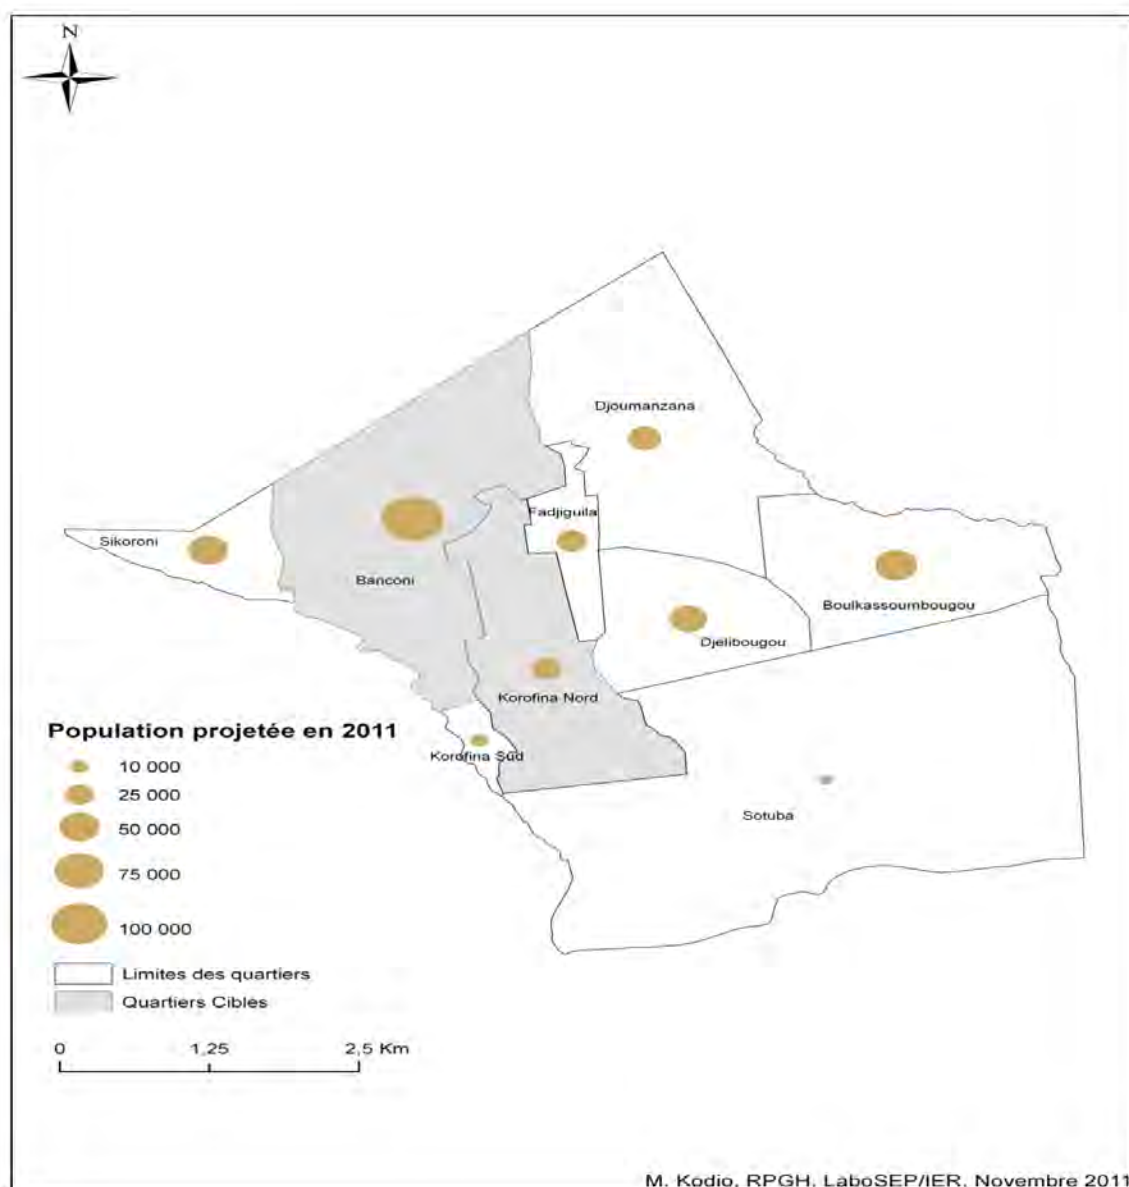 N
Djoumanzana
Fadjiguila
Sikoroni
Banconi
Boulkassoumbougou
Djélibougou
Korofina Nord
Population projetée en 2011
Korofina Sud
10 000
25 000
50 000
Sotuba
75 000
100 000
Limites des quartiers
Quartiers Cibles
0 1,25 2,5 Km
M. Kodio, RPGH, LaboSEP/IER, Novembre 2011